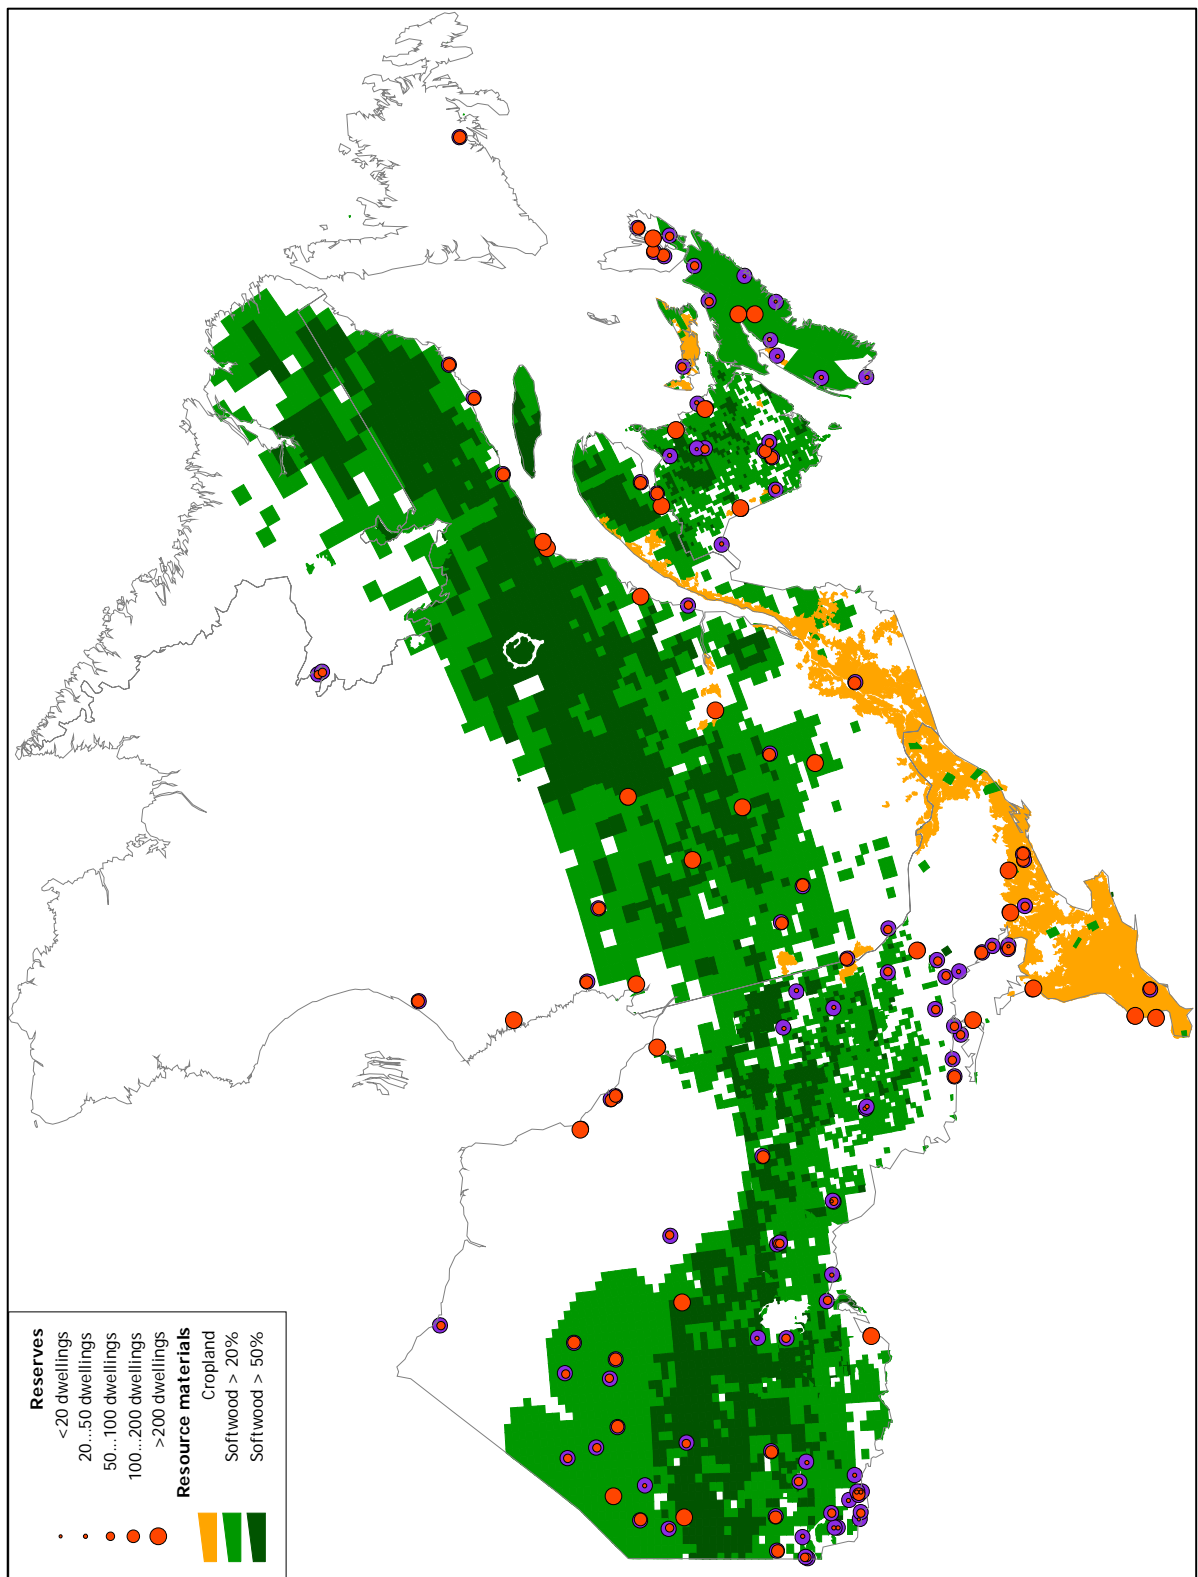 Reserves
<20 dwellings
20...50 dwellings
50...100 dwellings
100...200 dwellings
>200 dwellings
Resource materials
Cropland
Softwood > 20%
Softwood > 50%